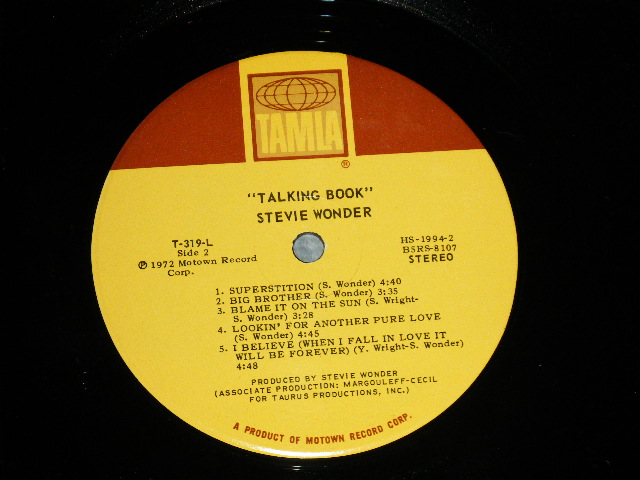 TAMLA
®
"TALKING BOOK"
STEVIE WONDER
T-319-L
Side 2
℗ 1972 Motown Record
Corp.
HS-1994-2
BSRS-8107
STEREO
1. SUPERSTITION (S. Wonder) 4:40
2. BIG BROTHER (S. Wonder) 3:35
3. BLAME IT ON THE SUN (S. Wright-
S. Wonder) 3:28
4. LOOKIN' FOR ANOTHER PURE LOVE
(S. Wonder) 4:45
5. I BELIEVE (WHEN I FALL IN LOVE IT
WILL BE FOREVER) (Y. Wright-S. Wonder)
4:48
PRODUCED BY STEVIE WONDER
(ASSOCIATE PRODUCTION: MARGOULEFF-CECIL
FOR TAURUS PRODUCTIONS, INC.)
A PRODUCT OF MOTOWN RECORD CORP.